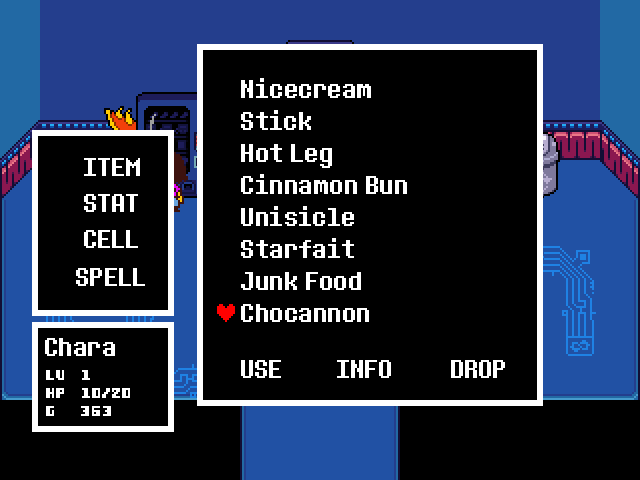 ITEM
STAT
CELL
SPELL
Chara
LV 1
HP 10/20
G 363
Nicecream
Stick
Hot Leg
Cinnamon Bun
Unisicle
Starfait
Junk Food
Chocannon
USE INFO DROP